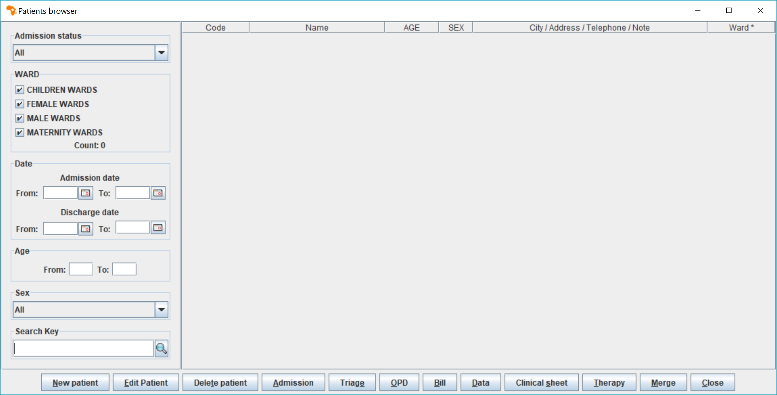 Patients browser
Admission status
All
WARD
CHILDREN WARDS
FEMALE WARDS
MALE WARDS
MATERNITY WARDS
Count: 0
Date
Admission date
From: To:
Discharge date
From: To:
Age
From: To:
Sex
All
Search Key
Code Name AGE SEX City / Address / Telephone / Note Ward *
New patient Edit Patient Delete patient Admission Triage OPD Bill Data Clinical sheet Therapy Merge Close